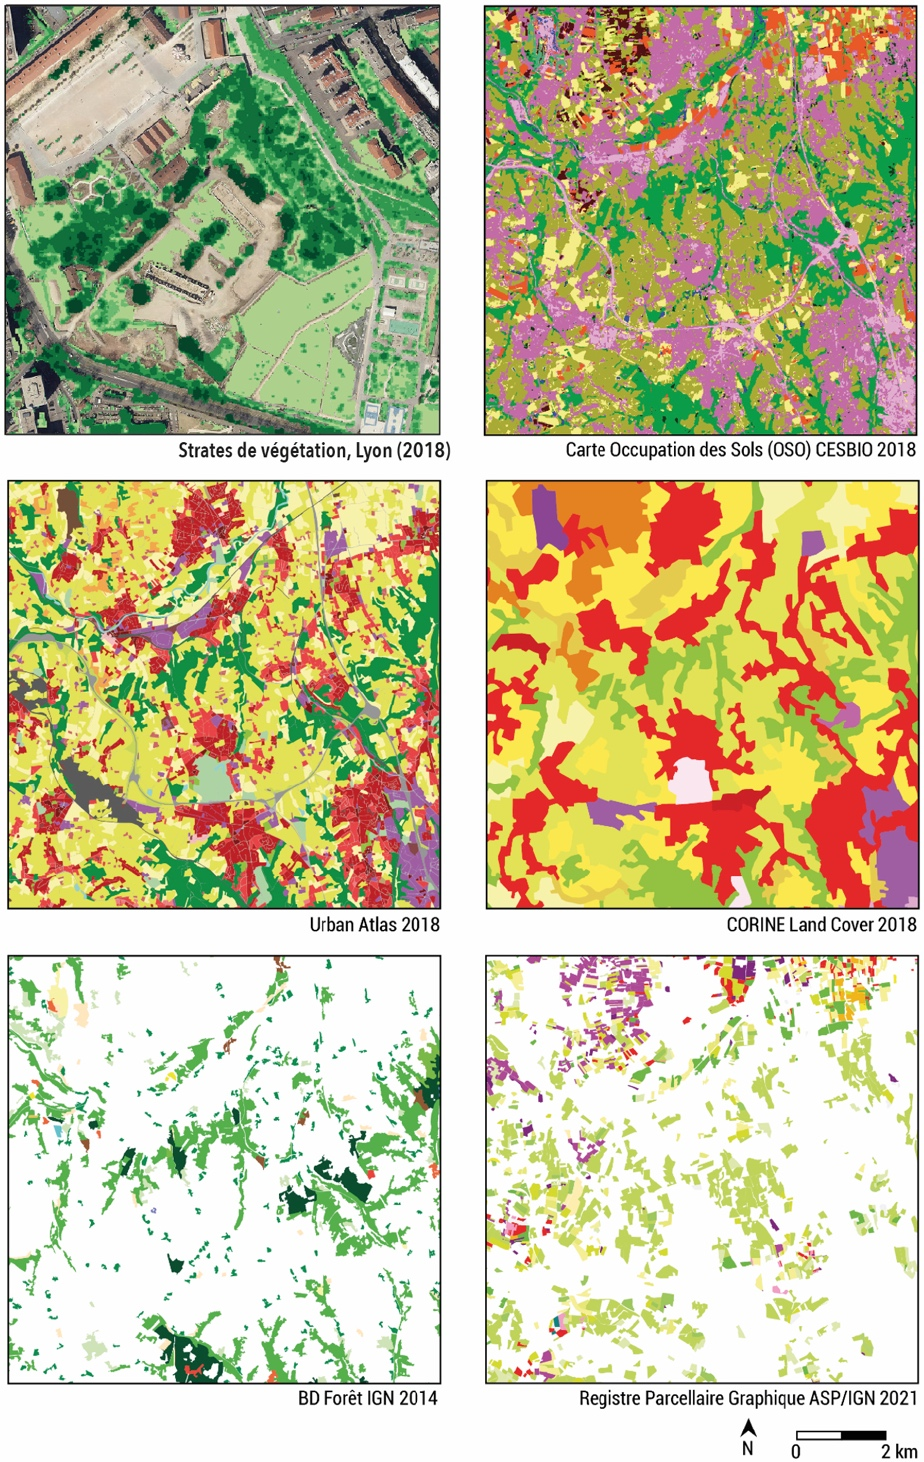 Strates de végétation, Lyon (2018)
Carte Occupation des Sols (OSO) CESBIO 2018
Urban Atlas 2018
CORINE Land Cover 2018
BD Forêt IGN 2014
Registre Parcellaire Graphique ASP/IGN 2021
N
0 2 km